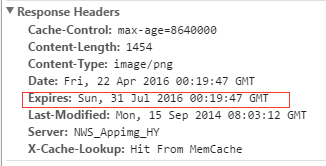 Response Headers
Cache-Control: max-age=8640000
Content-Length: 1454
Content-Type: image/png
Date: Fri, 22 Apr 2016 00:19:47 GMT
Expires: Sun, 31 Jul 2016 00:19:47 GMT
Last-Modified: Mon, 15 Sep 2014 08:03:12 GMT
Server: NWS_Appimg_HY
X-Cache-Lookup: Hit From MemCache